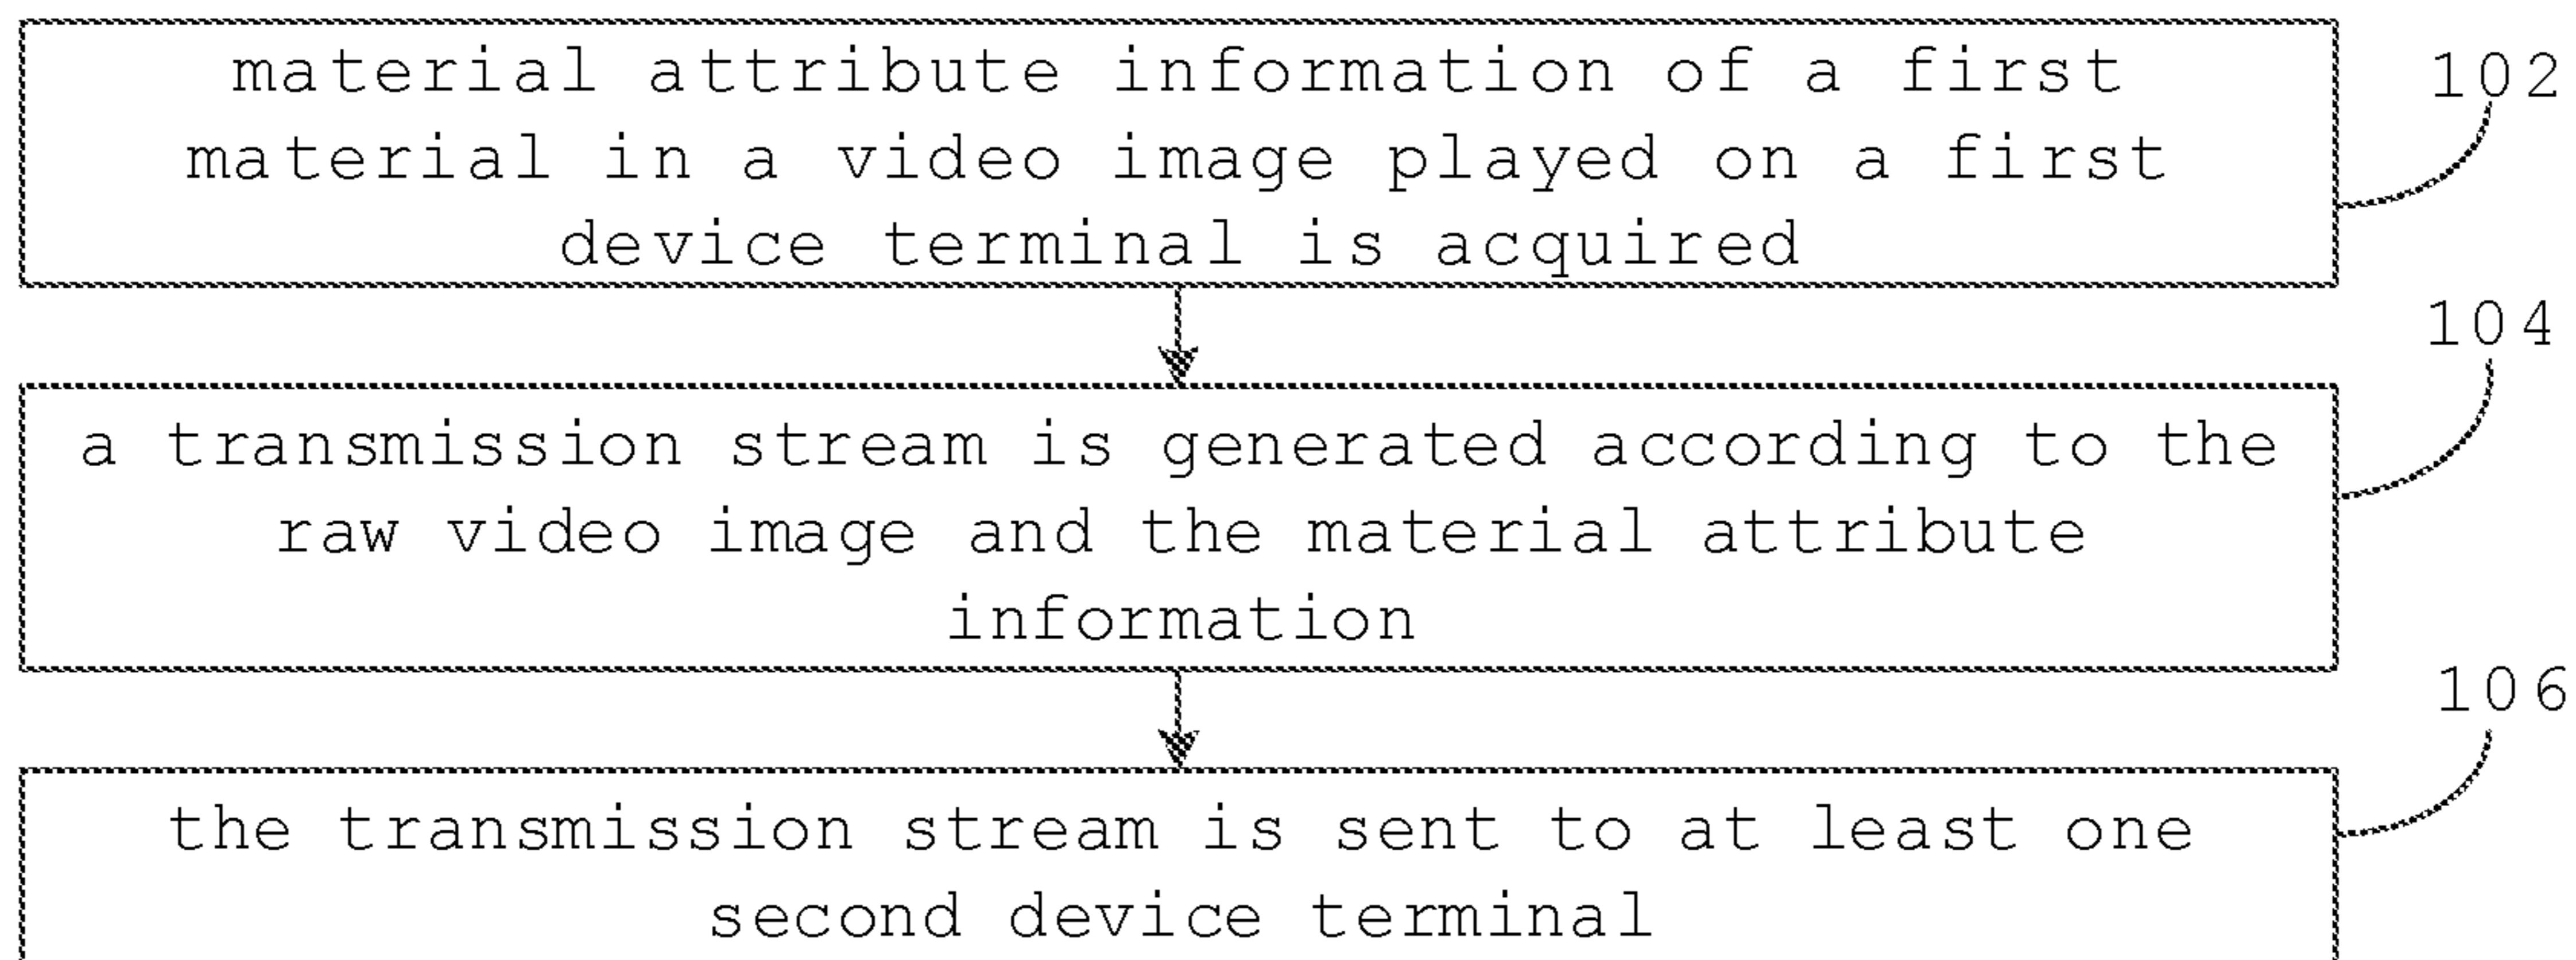 material attribute information of a first
material in a video image played on a first
device terminal is acquired
102
a transmission stream is generated according to the
raw video image and the material attribute
information
104
the transmission stream is sent to at least one
second device terminal
106